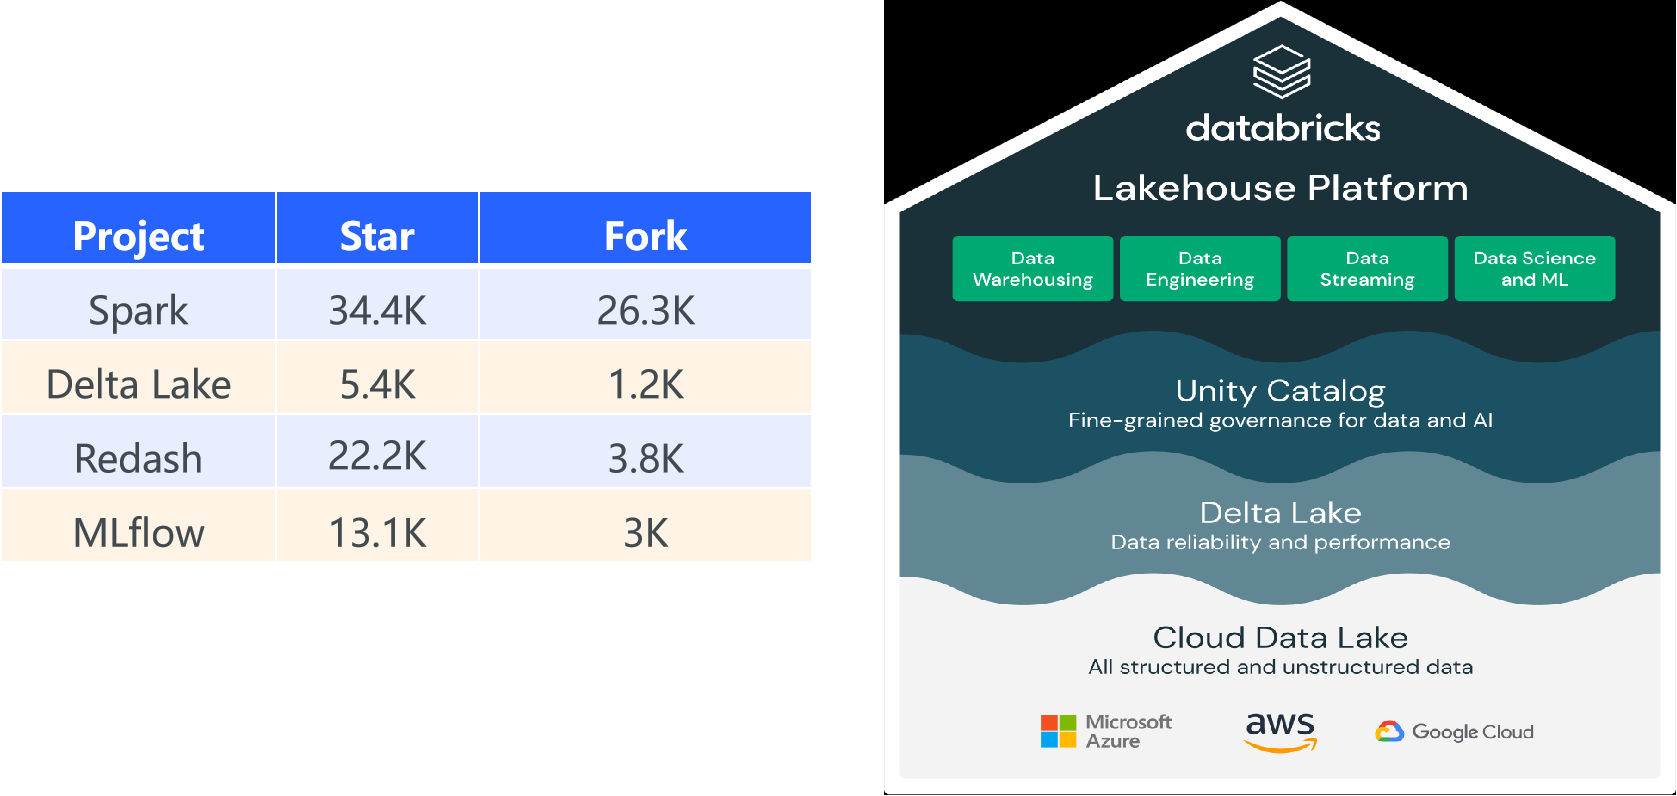 Project Star Fork
Spark 34.4K 26.3K
Delta Lake 5.4K 1.2K
Redash 22.2K 3.8K
MLflow 13.1K 3K
databricks
Lakehouse Platform
Data Warehousing
Data Engineering
Data Streaming
Data Science and ML
Unity Catalog
Fine-grained governance for data and AI
Delta Lake
Data reliability and performance
Cloud Data Lake
All structured and unstructured data
Microsoft Azure
aws
Google Cloud